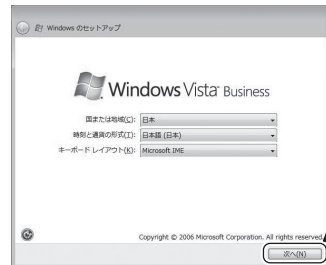 Windows のセットアップ
Windows Vista™ Business
国または地域(C): 日本
時刻と通貨の形式(T): 日本語 (日本)
キーボード レイアウト(K): Microsoft IME
Copyright © 2006 Microsoft Corporation. All rights reserved.
次へ(N)